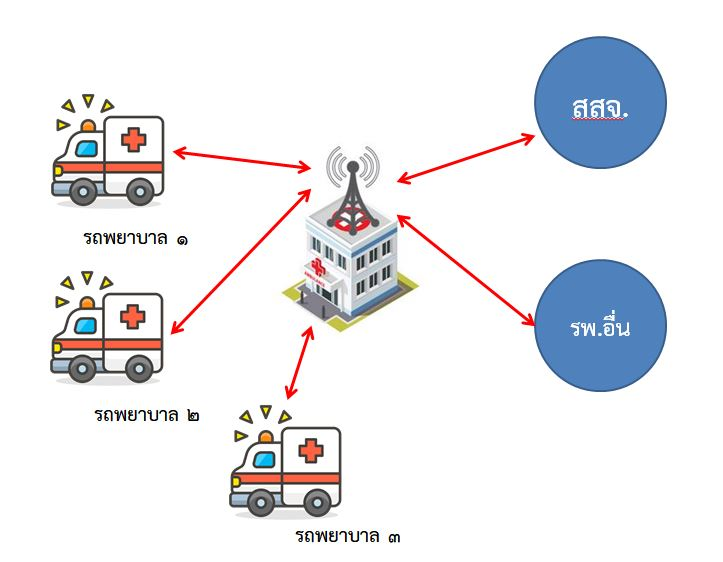 สสจ.
รถพยาบาล ๑
รพ.อื่น
รถพยาบาล ๒
รถพยาบาล ๓